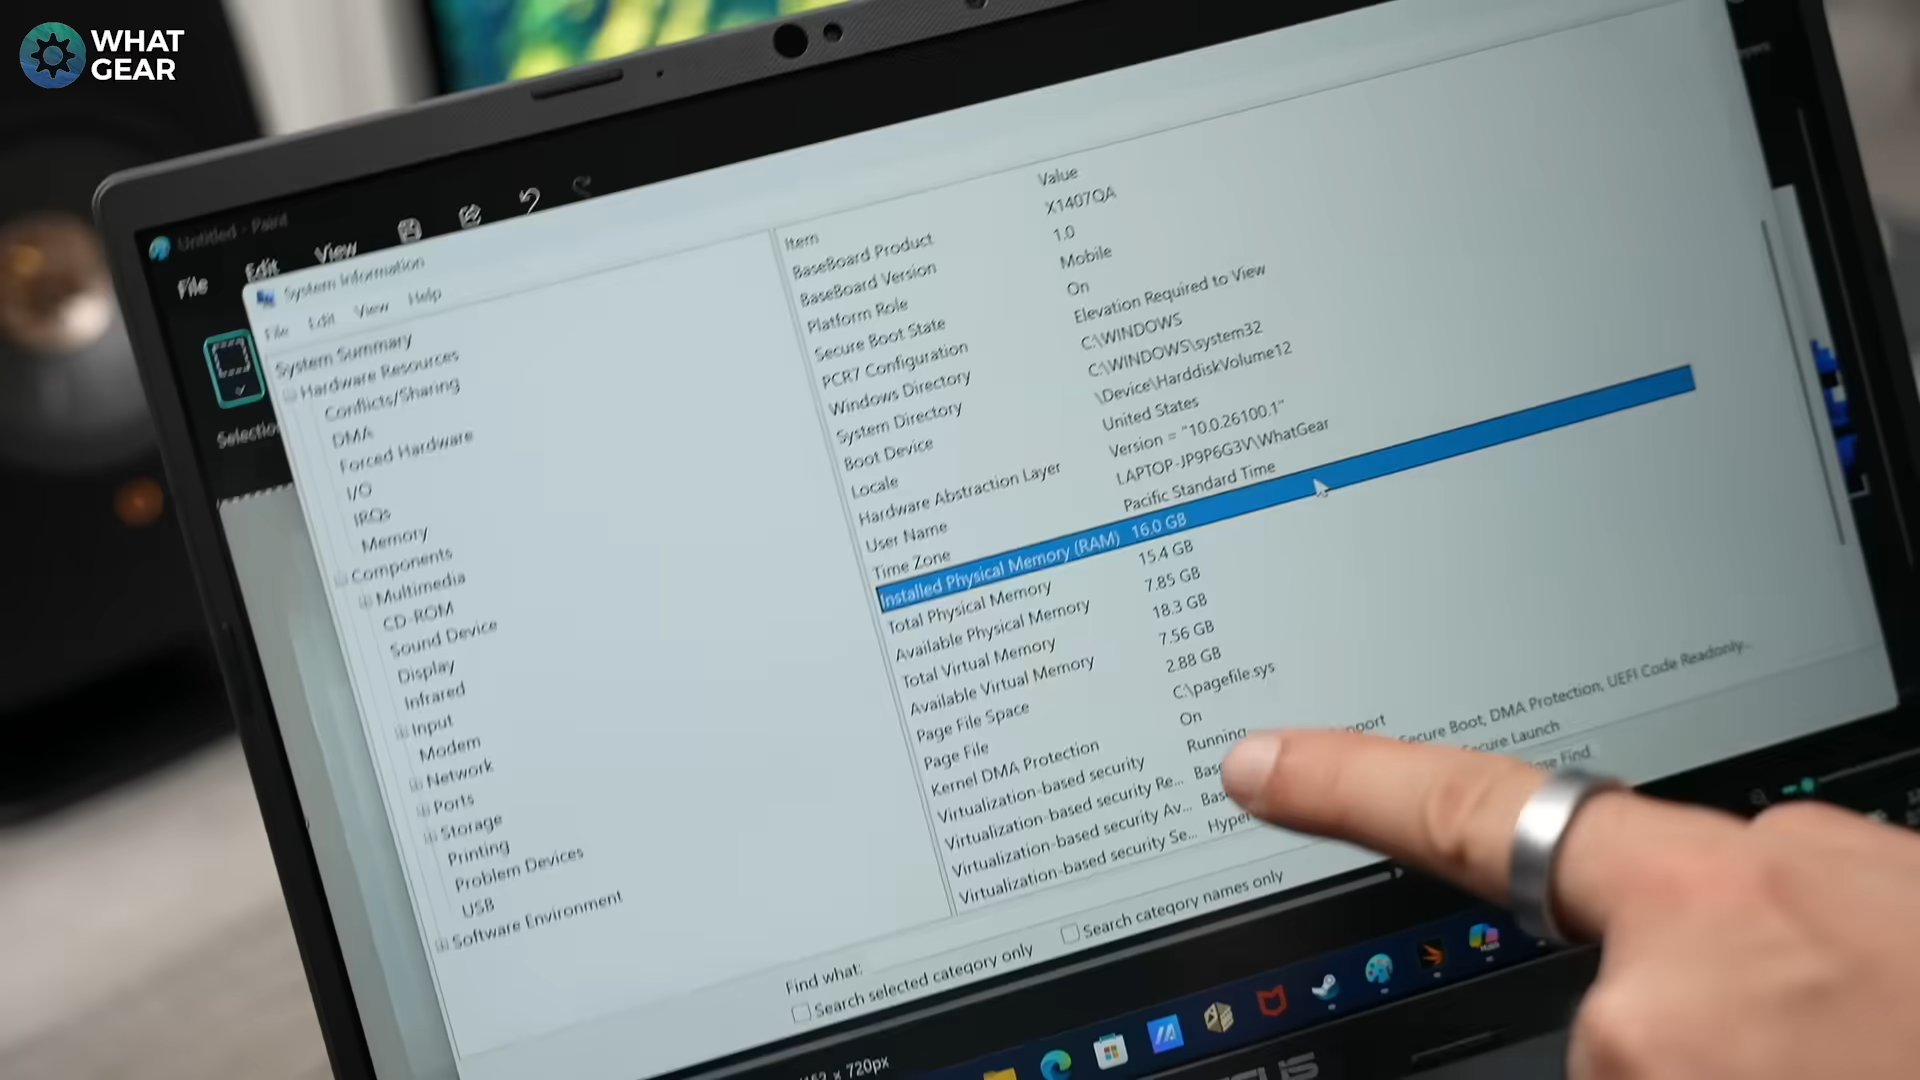 WHAT
GEAR
Untitled - Paint
File Edit View
Selectio
System Information
File Edit View Help
System Summary
Hardware Resources
Conflicts/Sharing
DMA
Forced Hardware
I/O
IRQs
Memory
Components
Multimedia
CD-ROM
Sound Device
Display
Infrared
Input
Modem
Network
Ports
Storage
Printing
Problem Devices
USB
Software Environment
Item Value
BaseBoard Product X1407QA
BaseBoard Version 1.0
Platform Role Mobile
Secure Boot State On
PCR7 Configuration Elevation Required to View
Windows Directory C:\WINDOWS
System Directory C:\WINDOWS\system32
Boot Device \Device\HarddiskVolume12
Locale United States
Hardware Abstraction Layer Version = "10.0.26100.1"
User Name LAPTOP-JP9P6G3V\WhatGear
Time Zone Pacific Standard Time
Installed Physical Memory (RAM) 16.0 GB
Total Physical Memory 15.4 GB
Available Physical Memory 7.85 GB
Total Virtual Memory 18.3 GB
Available Virtual Memory 7.56 GB
Page File Space 2.88 GB
Page File C:\pagefile.sys
Kernel DMA Protection On
Virtualization-based security Running
Virtualization-based security Re... Bas pport Secure Boot, DMA Protection, UEFI Code Readonly...
Virtualization-based security Av... Bas Secure Launch
Virtualization-based security Se... Hyper
Find what: ose Find
Search selected category only Search category names only
x 720px